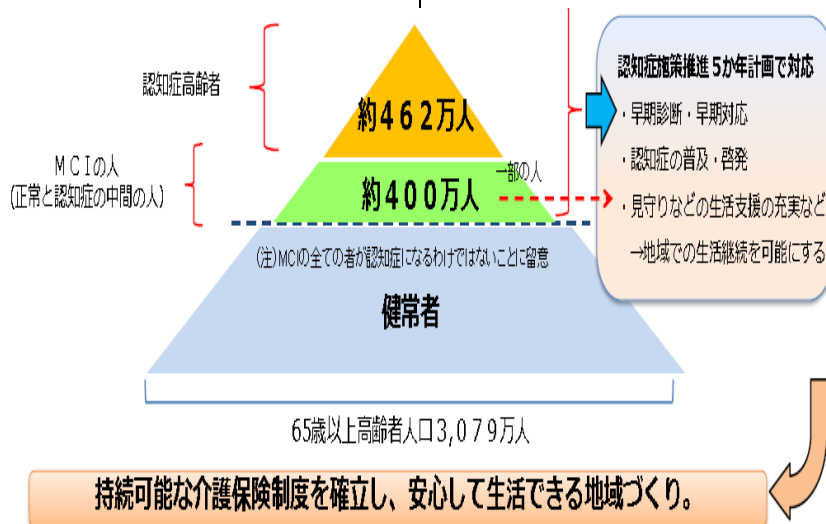 認知症高齢者
約４６２万人
ＭＣＩの人
(正常と認知症の中間の人)
約４００万人
一部の人
(注)MCIの全ての者が認知症になるわけではないことに留意
健常者
65歳以上高齢者人口３,０７９万人
認知症施策推進５か年計画で対応
・早期診断・早期対応
・認知症の普及・啓発
・見守りなどの生活支援の充実など
→地域での生活継続を可能にする
持続可能な介護保険制度を確立し、安心して生活できる地域づくり。